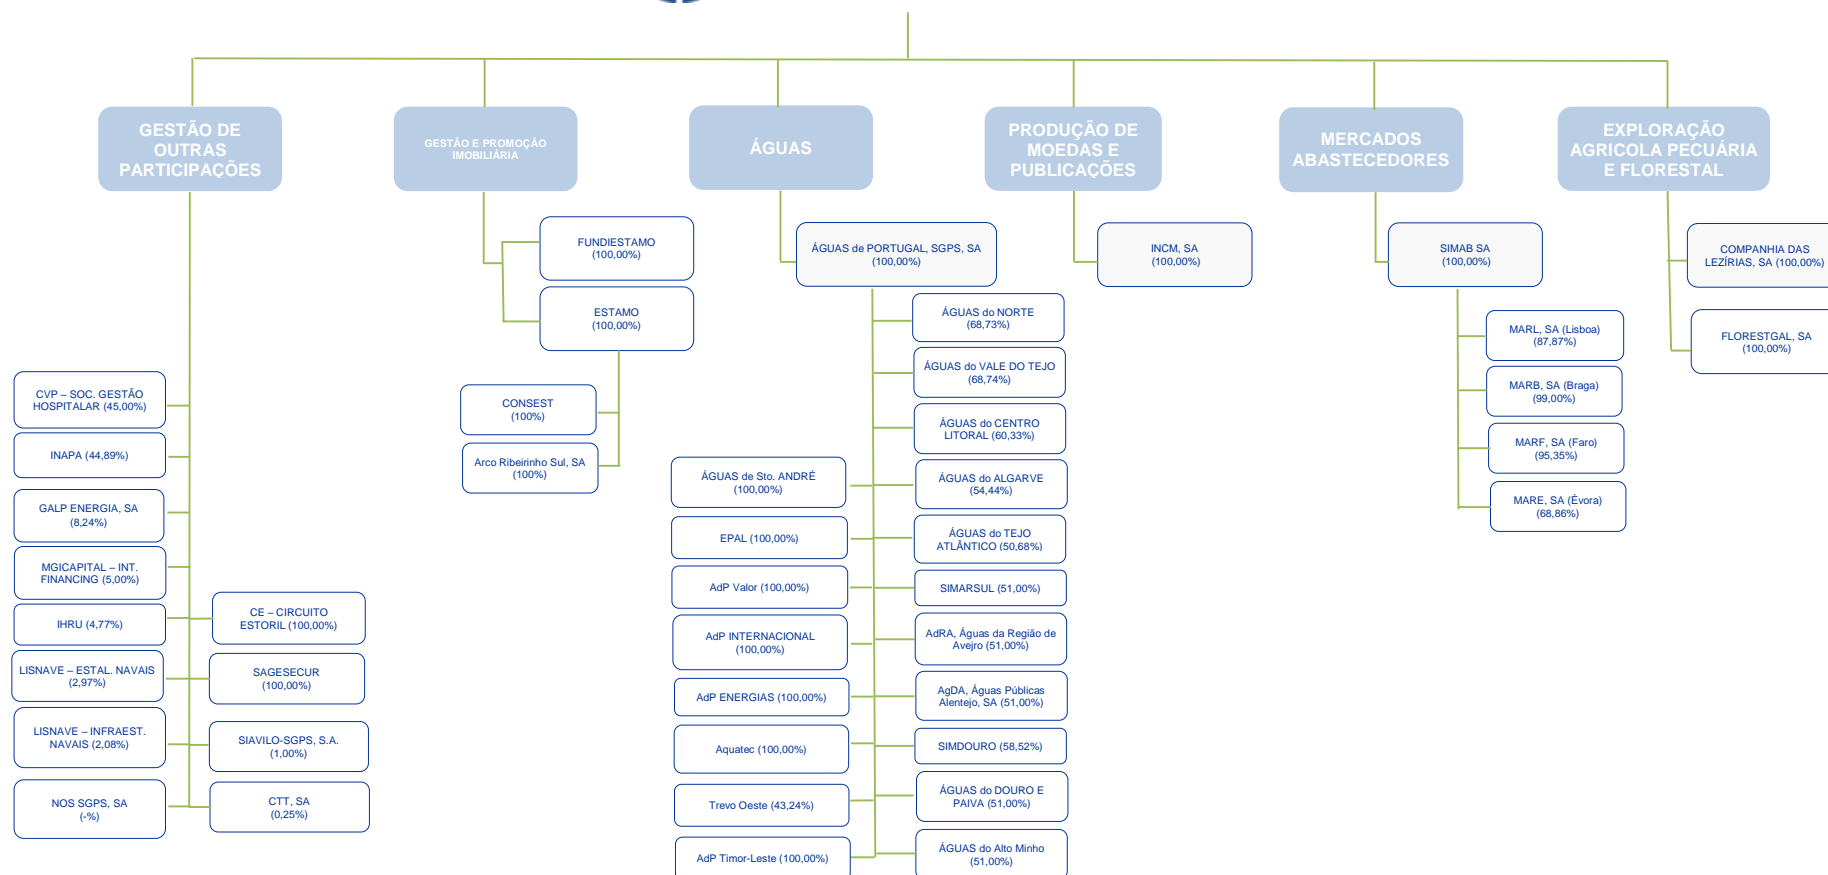 GESTÃO DE
OUTRAS
PARTICIPAÇÕES
GESTÃO E PROMOÇÃO
IMOBILIÁRIA
ÁGUAS
PRODUÇÃO DE
MOEDAS E
PUBLICAÇÕES
MERCADOS
ABASTECEDORES
EXPLORAÇÃO
AGRICOLA PECUÁRIA
E FLORESTAL
CVP – SOC. GESTÃO
HOSPITALAR (45,00%)
INAPA (44,89%)
GALP ENERGIA, SA
(8,24%)
MGICAPITAL – INT.
FINANCING (5,00%)
IHRU (4,77%)
LISNAVE – ESTAL. NAVAIS
(2,97%)
LISNAVE – INFRAEST.
NAVAIS (2,08%)
NOS SGPS, SA
(-%)
CE – CIRCUITO
ESTORIL (100,00%)
SAGESECUR
(100,00%)
SIAVILO-SGPS, S.A.
(1,00%)
CTT, SA
(0,25%)
FUNDIESTAMO
(100,00%)
ESTAMO
(100,00%)
CONSEST
(100%)
Arco Ribeirinho Sul, SA
(100%)
ÁGUAS de PORTUGAL, SGPS, SA
(100,00%)
ÁGUAS de Sto. ANDRÉ
(100,00%)
EPAL (100,00%)
AdP Valor (100,00%)
AdP INTERNACIONAL
(100,00%)
AdP ENERGIAS (100,00%)
Aquatec (100,00%)
Trevo Oeste (43,24%)
AdP Timor-Leste (100,00%)
ÁGUAS do NORTE
(68,73%)
ÁGUAS do VALE DO TEJO
(68,74%)
ÁGUAS do CENTRO
LITORAL (60,33%)
ÁGUAS do ALGARVE
(54,44%)
ÁGUAS do TEJO
ATLÂNTICO (50,68%)
SIMARSUL (51,00%)
AdRA, Águas da Região de
Avejro (51,00%)
AgDA, Águas Públicas
Alentejo, SA (51,00%)
SIMDOURO (58,52%)
ÁGUAS do DOURO E
PAIVA (51,00%)
ÁGUAS do Alto Minho
(51,00%)
INCM, SA
(100,00%)
SIMAB SA
(100,00%)
MARL, SA (Lisboa)
(87,87%)
MARB, SA (Braga)
(99,00%)
MARF, SA (Faro)
(95,35%)
MARE, SA (Évora)
(68,86%)
COMPANHIA DAS
LEZÍRIAS, SA (100,00%)
FLORESTGAL, SA
(100,00%)